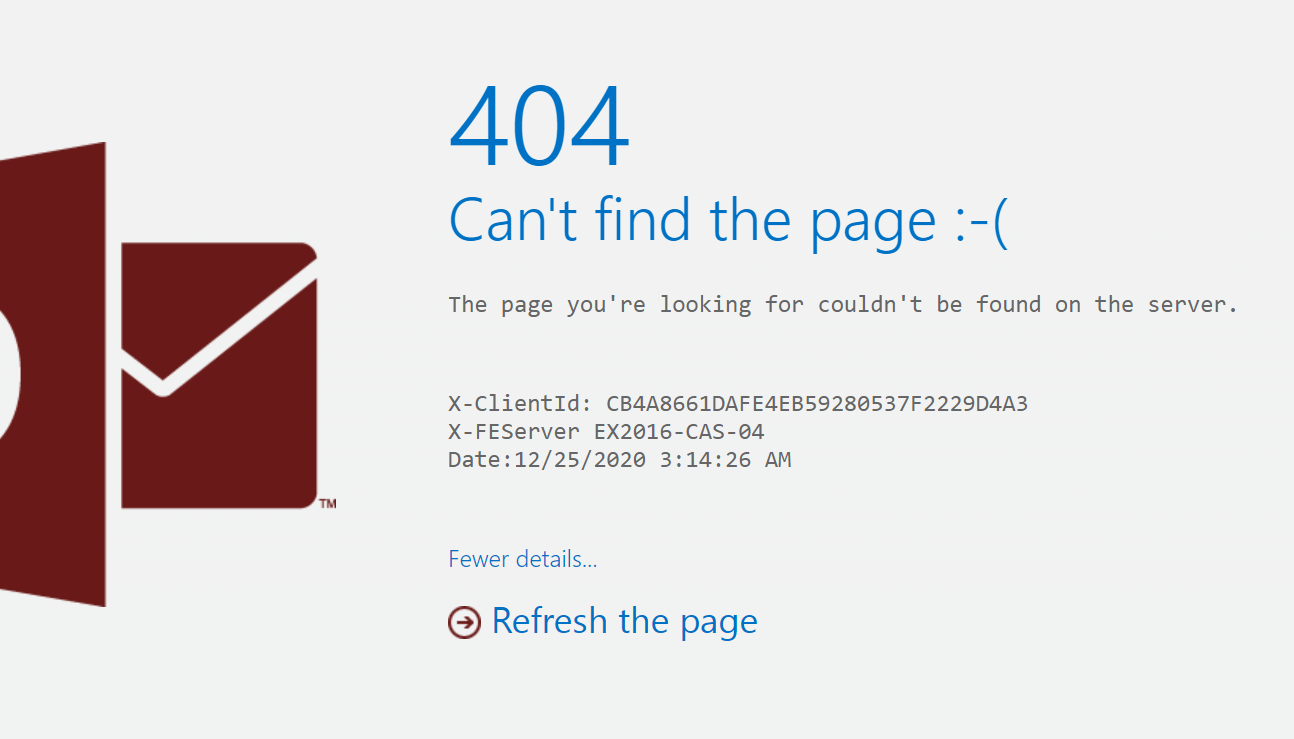 404
Can't find the page :-(
The page you're looking for couldn't be found on the server.
X-ClientId: CB4A8661DAFE4EB59280537F2229D4A3
X-FEServer EX2016-CAS-04
Date:12/25/2020 3:14:26 AM
TM
Fewer details...
Refresh the page